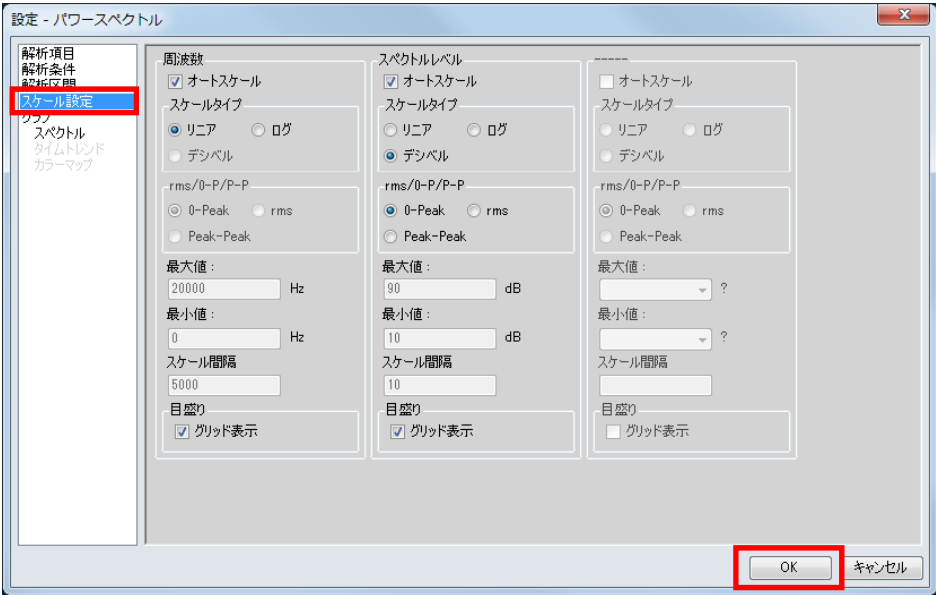 設定 - パワースペクトル
解析項目
解析条件
解析区間
スケール設定
グラフ
スペクトル
タイムトレンド
カラーマップ
周波数
オートスケール
スケールタイプ
リニア ログ
デシベル
rms/0-P/P-P
0-Peak rms
Peak-Peak
最大値:
20000 Hz
最小値:
0 Hz
スケール間隔
5000
目盛り
グリッド表示
スペクトルレベル
オートスケール
スケールタイプ
リニア ログ
デシベル
rms/0-P/P-P
0-Peak rms
Peak-Peak
最大値:
90 dB
最小値:
10 dB
スケール間隔
10
目盛り
グリッド表示
-----
オートスケール
スケールタイプ
リニア ログ
デシベル
rms/0-P/P-P
0-Peak rms
Peak-Peak
最大値:
?
最小値:
?
スケール間隔
目盛り
グリッド表示
OK キャンセル